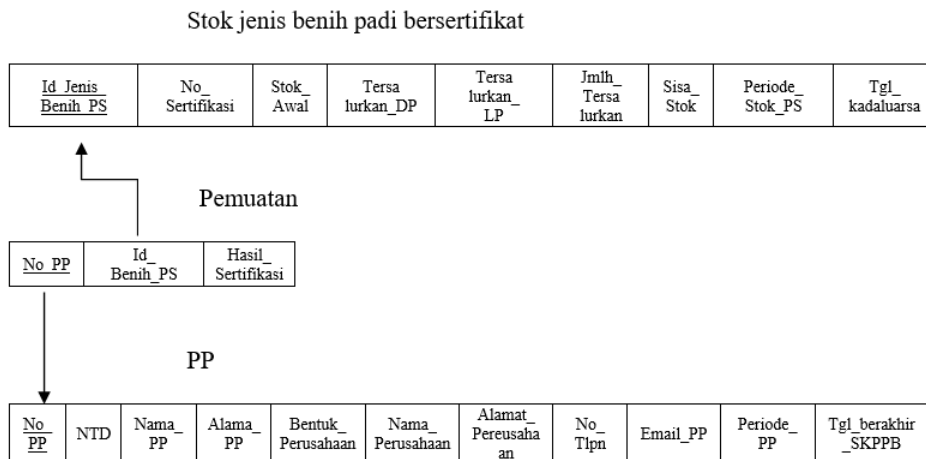 Stok jenis benih padi bersertifikat
Id_Jenis_
Benih_PS
No_
Sertifikasi
Stok_
Awal
Tersa
lurkan_DP
Tersa
lurkan_
LP
Jmlh_
Tersa
lurkan
Sisa_
Stok
Periode_
Stok_PS
Tgl_
kadaluarsa
Pemuatan
No_PP
Id_
Benih_PS
Hasil_
Sertifikasi
PP
No_
PP
NTD
Nama_
PP
Alama_
PP
Bentuk_
Perusahaan
Nama_
Perusahaan
Alamat_
Pereusaha
an
No_
Tlpn
Email_PP
Periode_
PP
Tgl_berakhir
_SKPPB